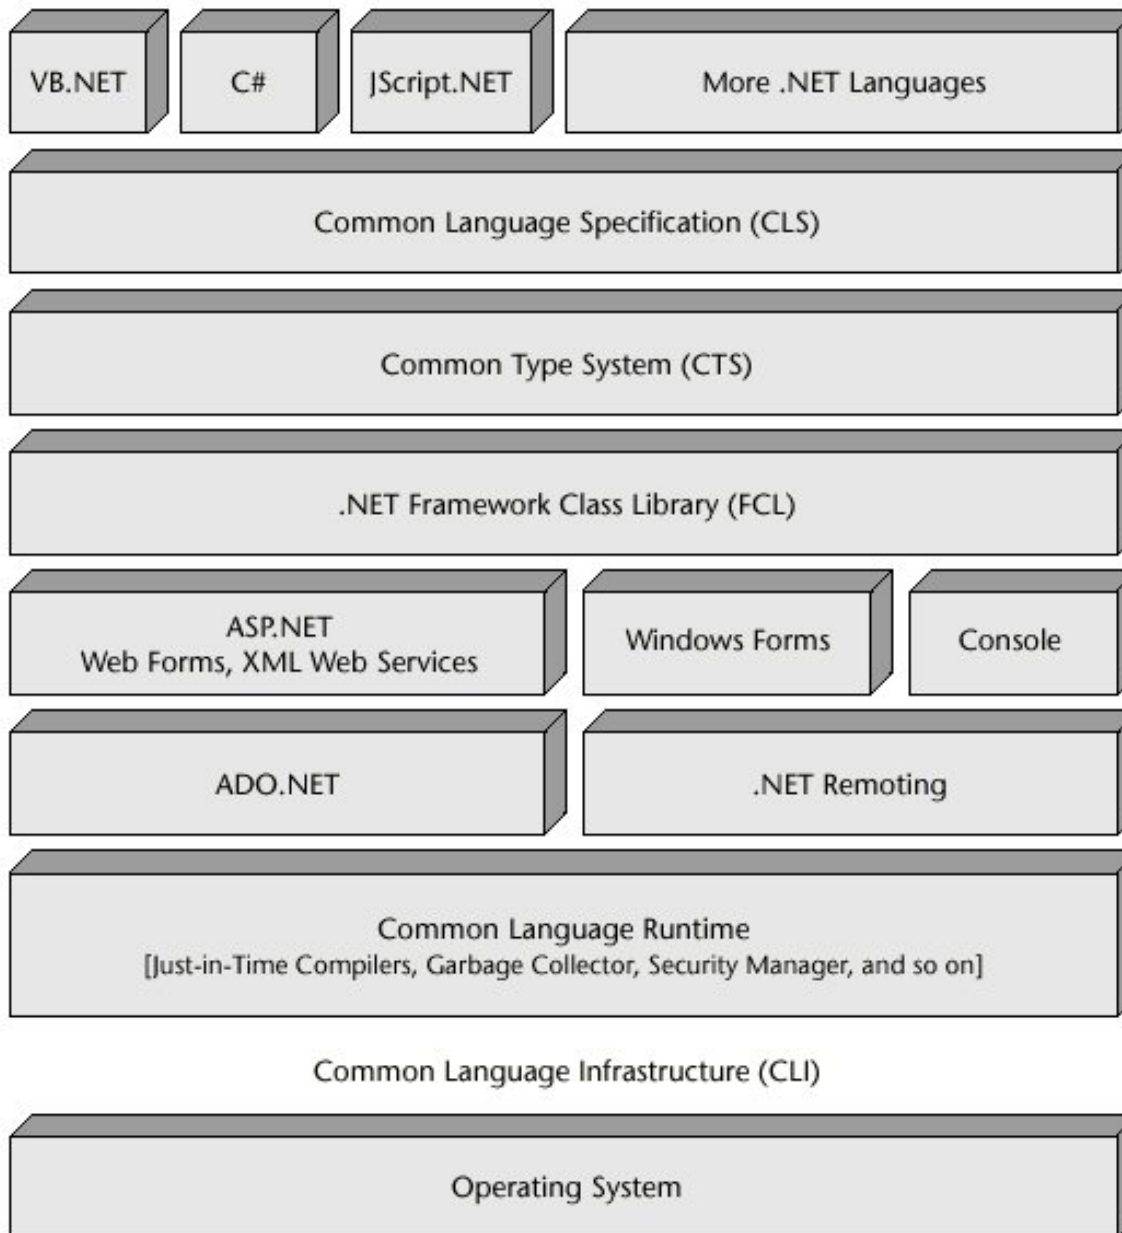 VB.NET
C#
JScript.NET
More .NET Languages
Common Language Specification (CLS)
Common Type System (CTS)
.NET Framework Class Library (FCL)
ASP.NET
Web Forms, XML Web Services
Windows Forms
Console
ADO.NET
.NET Remoting
Common Language Runtime
[Just-in-Time Compilers, Garbage Collector, Security Manager, and so on]
Common Language Infrastructure (CLI)
Operating System